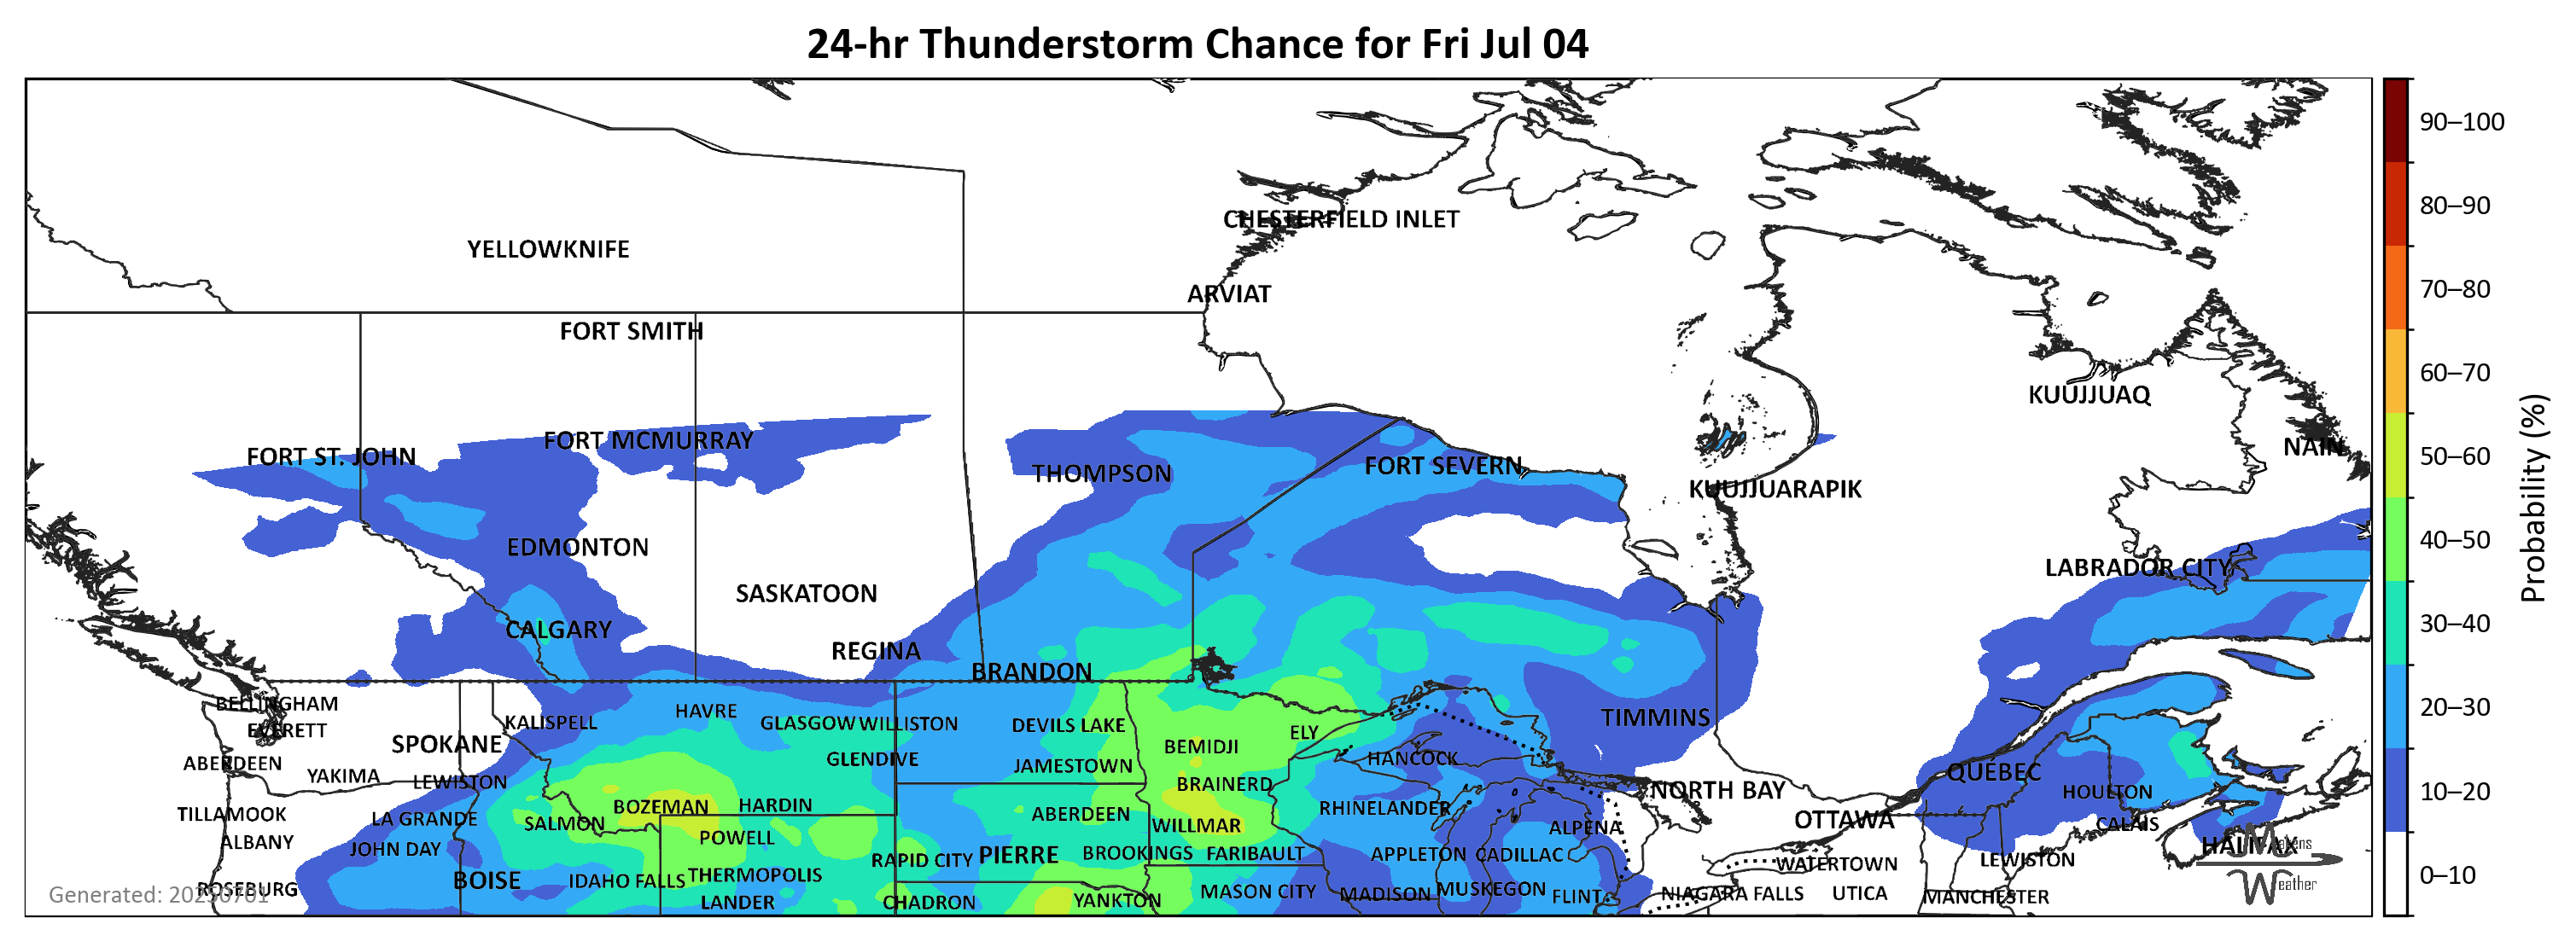 24-hr Thunderstorm Chance for Fri Jul 04
90–100
80–90
CHESTERFIELD INLET
YELLOWKNIFE
70–80
ARVIAT
FORT SMITH
60–70
KUUJJUAQ
FORT MCMURRAY
NAIN
FORT ST. JOHN
50–60
THOMPSON
FORT SEVERN
KUUJJUARAPIK
Probability (%)
EDMONTON
40–50
LABRADOR CITY
SASKATOON
CALGARY
30–40
REGINA
BRANDON
BELLINGHAM
HAVRE
20–30
KALISPELL
GLASGOW
WILLISTON
DEVILS LAKE
TIMMINS
EVERETT
ELY
SPOKANE
BEMIDJI
ABERDEEN
GLENDIVE
JAMESTOWN
HANCOCK
QUÉBEC
YAKIMA
LEWISTON
BRAINERD
NORTH BAY
HOULTON
10–20
BOZEMAN
HARDIN
RHINELANDER
TILLAMOOK
LA GRANDE
SALMON
ABERDEEN
WILLMAR
ALPENA
OTTAWA
CALAIS
ALBANY
POWELL
HALIFAX
Makens
JOHN DAY
RAPID CITY
PIERRE
BROOKINGS
FARIBAULT
APPLETON
CADILLAC
WATERTOWN
LEWISTON
BOISE
IDAHO FALLS
THERMOPOLIS
0–10
Weather
ROSEBURG
Generated: 20250701
MASON CITY
MADISON
MUSKEGON
FLINT
NIAGARA FALLS
UTICA
MANCHESTER
LANDER
CHADRON
YANKTON